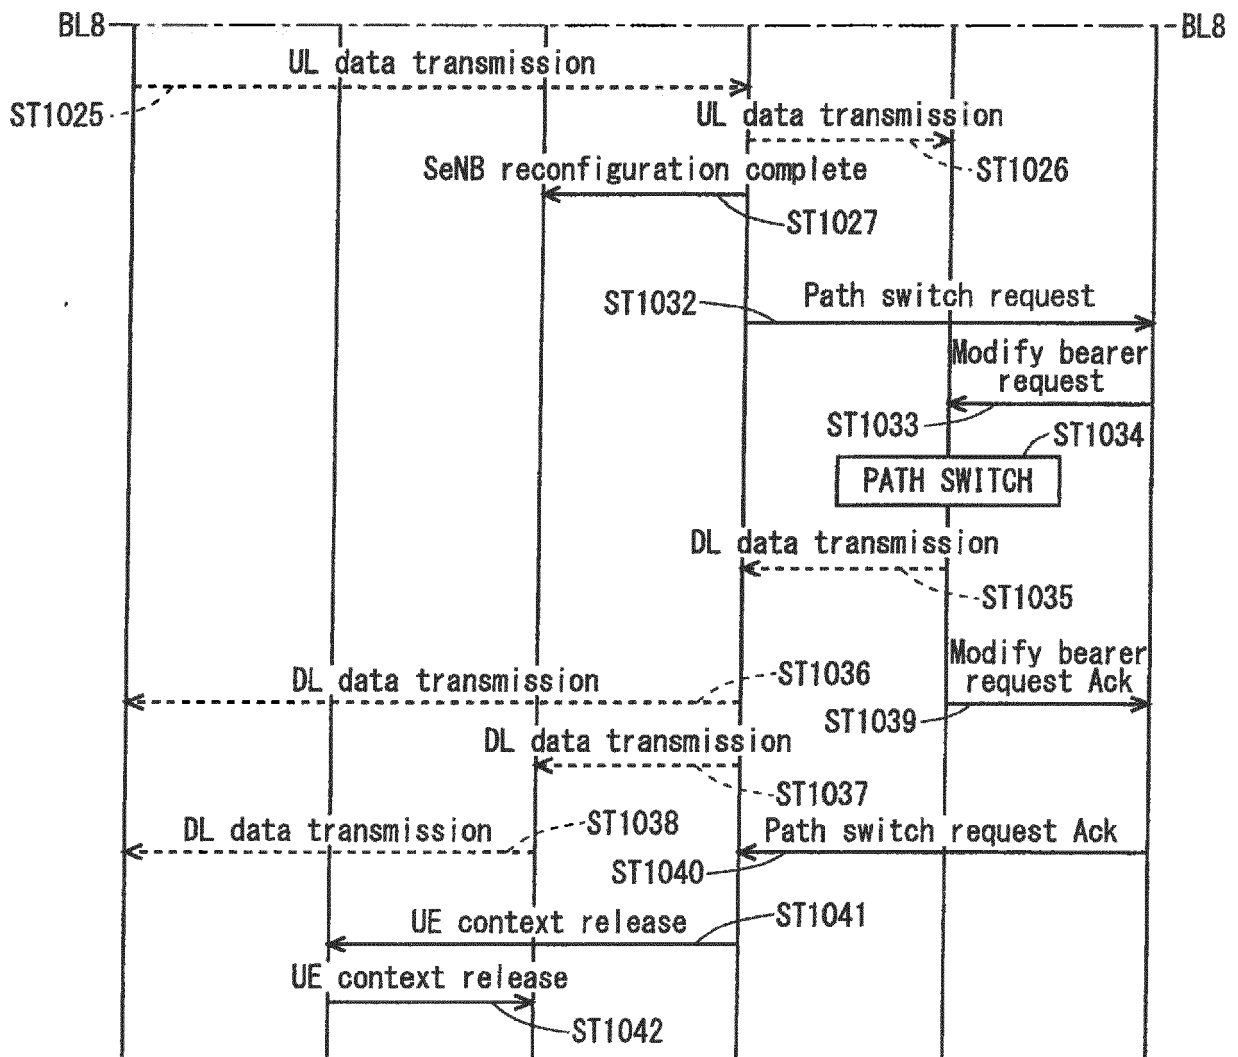 BL8
BL8
UL data transmission
ST1025
UL data transmission
ST1026
SeNB reconfiguration complete
ST1027
ST1032
Path switch request
Modify bearer
request
ST1033
ST1034
PATH SWITCH
DL data transmission
ST1035
Modify bearer
request Ack
ST1036
DL data transmission
ST1039
DL data transmission
ST1037
ST1038
DL data transmission
Path switch request Ack
ST1040
ST1041
UE context release
UE context release
ST1042